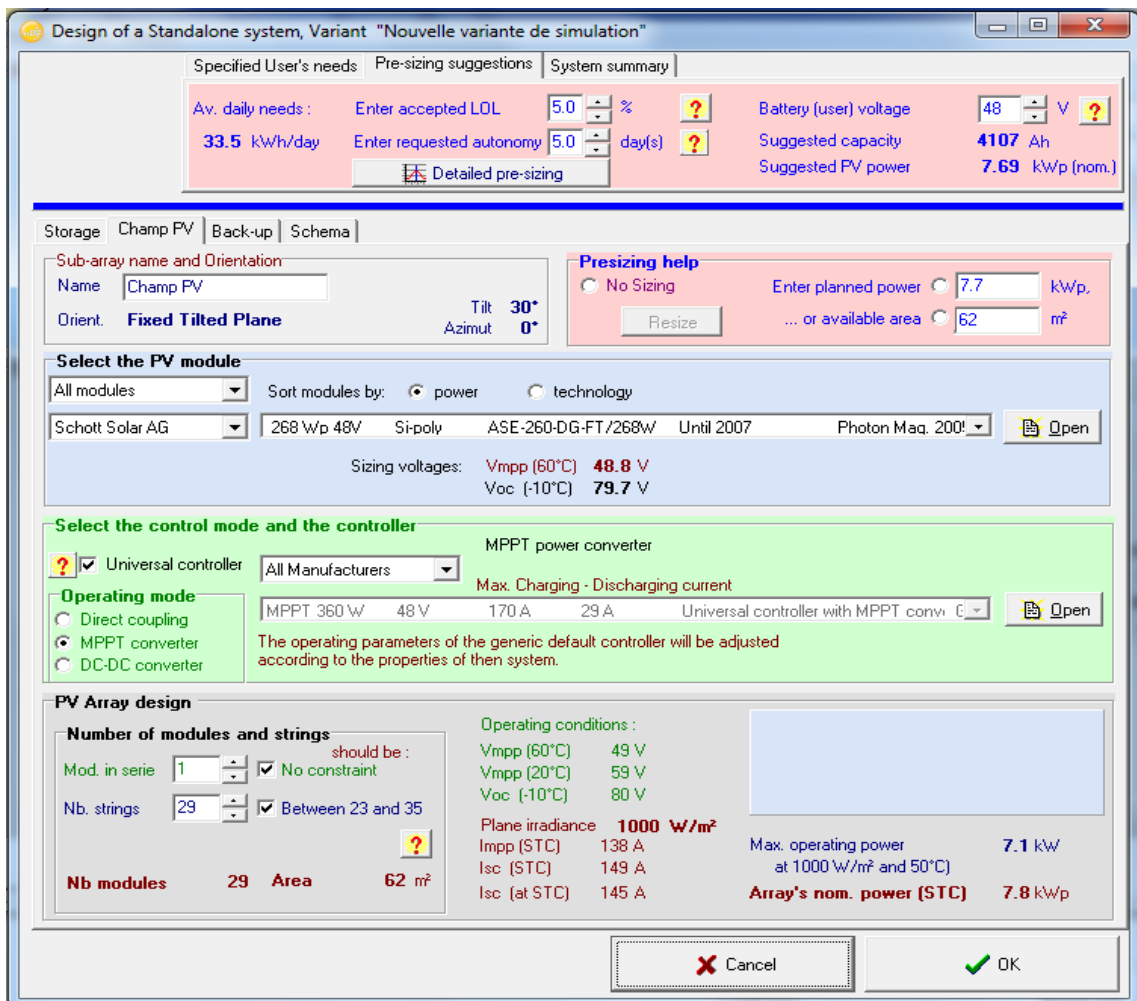 Design of a Standalone system, Variant "Nouvelle variante de simulation"
Specified User's needs Pre-sizing suggestions System summary
Av. daily needs : Enter accepted LOL 5.0 % ? Battery (user) voltage 48 V ?
33.5 kWh/day Enter requested autonomy 5.0 day(s) ? Suggested capacity 4107 Ah
Detailed pre-sizing Suggested PV power 7.69 kWp (nom.)
Storage Champ PV Back-up Schema
Sub-array name and Orientation
Name Champ PV
Orient. Fixed Tilted Plane
Tilt 30°
Azimut 0°
Presizing help
No Sizing Enter planned power 7.7 kWp,
Resize ... or available area 62 m²
Select the PV module
All modules Sort modules by: power technology
Schott Solar AG 268 Wp 48V Si-poly ASE-260-DG-FT/268W Until 2007 Photon Mag. Open
Sizing voltages: Vmpp (60°C) 48.8 V
Voc (-10°C) 79.7 V
Select the control mode and the controller
MPPT power converter
? Universal controller All Manufacturers
Max. Charging - Discharging current
MPPT 360 W 48 V 170 A 29 A Universal controller with MPPT Open
Operating mode
Direct coupling
MPPT converter
DC-DC converter
The operating parameters of the generic default controller will be adjusted
according to the properties of then system.
PV Array design
Number of modules and strings
should be :
Mod. in serie 1 No constraint
Nb. strings 29 Between 23 and 35
?
Nb modules 29 Area 62 m²
Operating conditions :
Vmpp (60°C) 49 V
Vmpp (20°C) 59 V
Voc (-10°C) 80 V
Plane irradiance 1000 W/m²
Impp (STC) 138 A
Isc (STC) 149 A
Isc (at STC) 145 A
Max. operating power 7.1 kW
at 1000 W/m² and 50°C)
Array's nom. power (STC) 7.8 kWp
Cancel OK